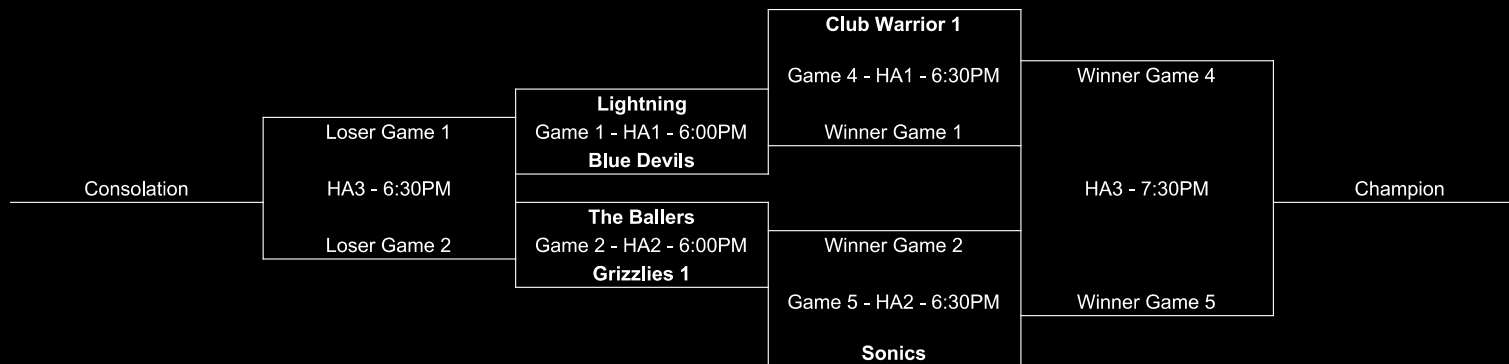 Club Warrior 1
Game 4 - HA1 - 6:30PM
Winner Game 4
Lightning
Loser Game 1
Game 1 - HA1 - 6:00PM
Winner Game 1
Blue Devils
Consolation
HA3 - 6:30PM
HA3 - 7:30PM
Champion
The Ballers
Loser Game 2
Game 2 - HA2 - 6:00PM
Winner Game 2
Grizzlies 1
Game 5 - HA2 - 6:30PM
Winner Game 5
Sonics